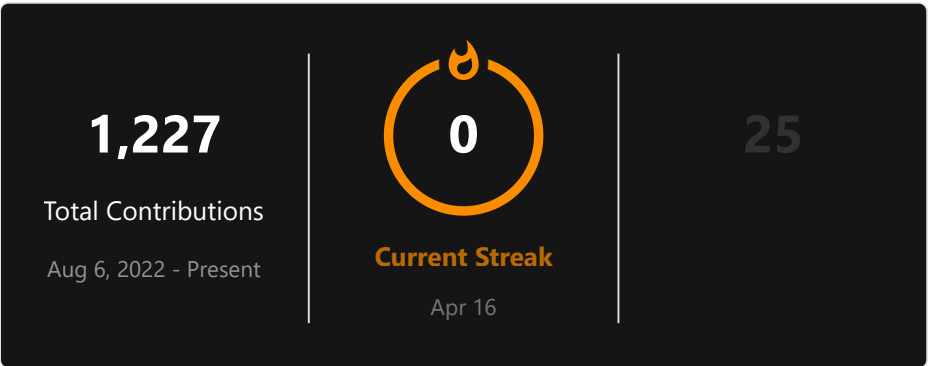 1,227
Total Contributions
Aug 6, 2022 - Present
0
Current Streak
Apr 16
25